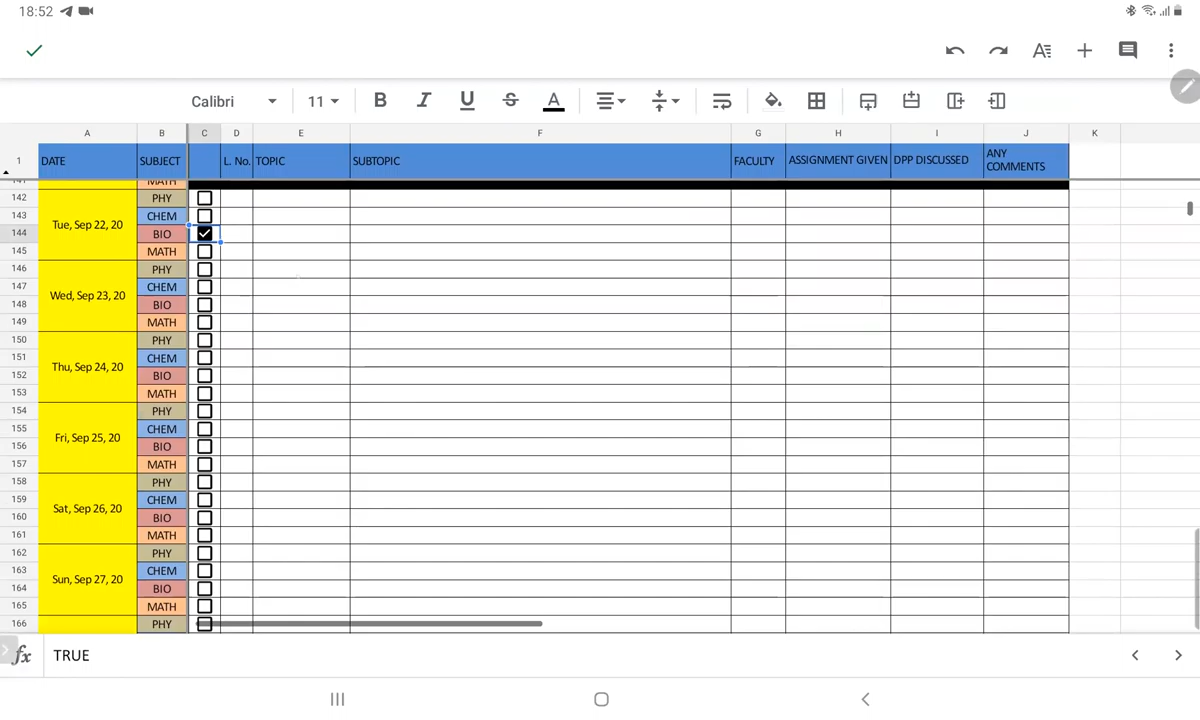 18:52
Calibri 11 B I U S A
A B C D E F G H I J K
1 DATE SUBJECT L. No. TOPIC SUBTOPIC FACULTY ASSIGNMENT GIVEN DPP DISCUSSED ANY COMMENTS
141 MATH
142 PHY
143 CHEM
Tue, Sep 22, 20
144 BIO
145 MATH
146 PHY
147 CHEM
Wed, Sep 23, 20
148 BIO
149 MATH
150 PHY
151 CHEM
Thu, Sep 24, 20
152 BIO
153 MATH
154 PHY
155 CHEM
Fri, Sep 25, 20
156 BIO
157 MATH
158 PHY
159 CHEM
Sat, Sep 26, 20
160 BIO
161 MATH
162 PHY
163 CHEM
Sun, Sep 27, 20
164 BIO
165 MATH
166 PHY
fx TRUE